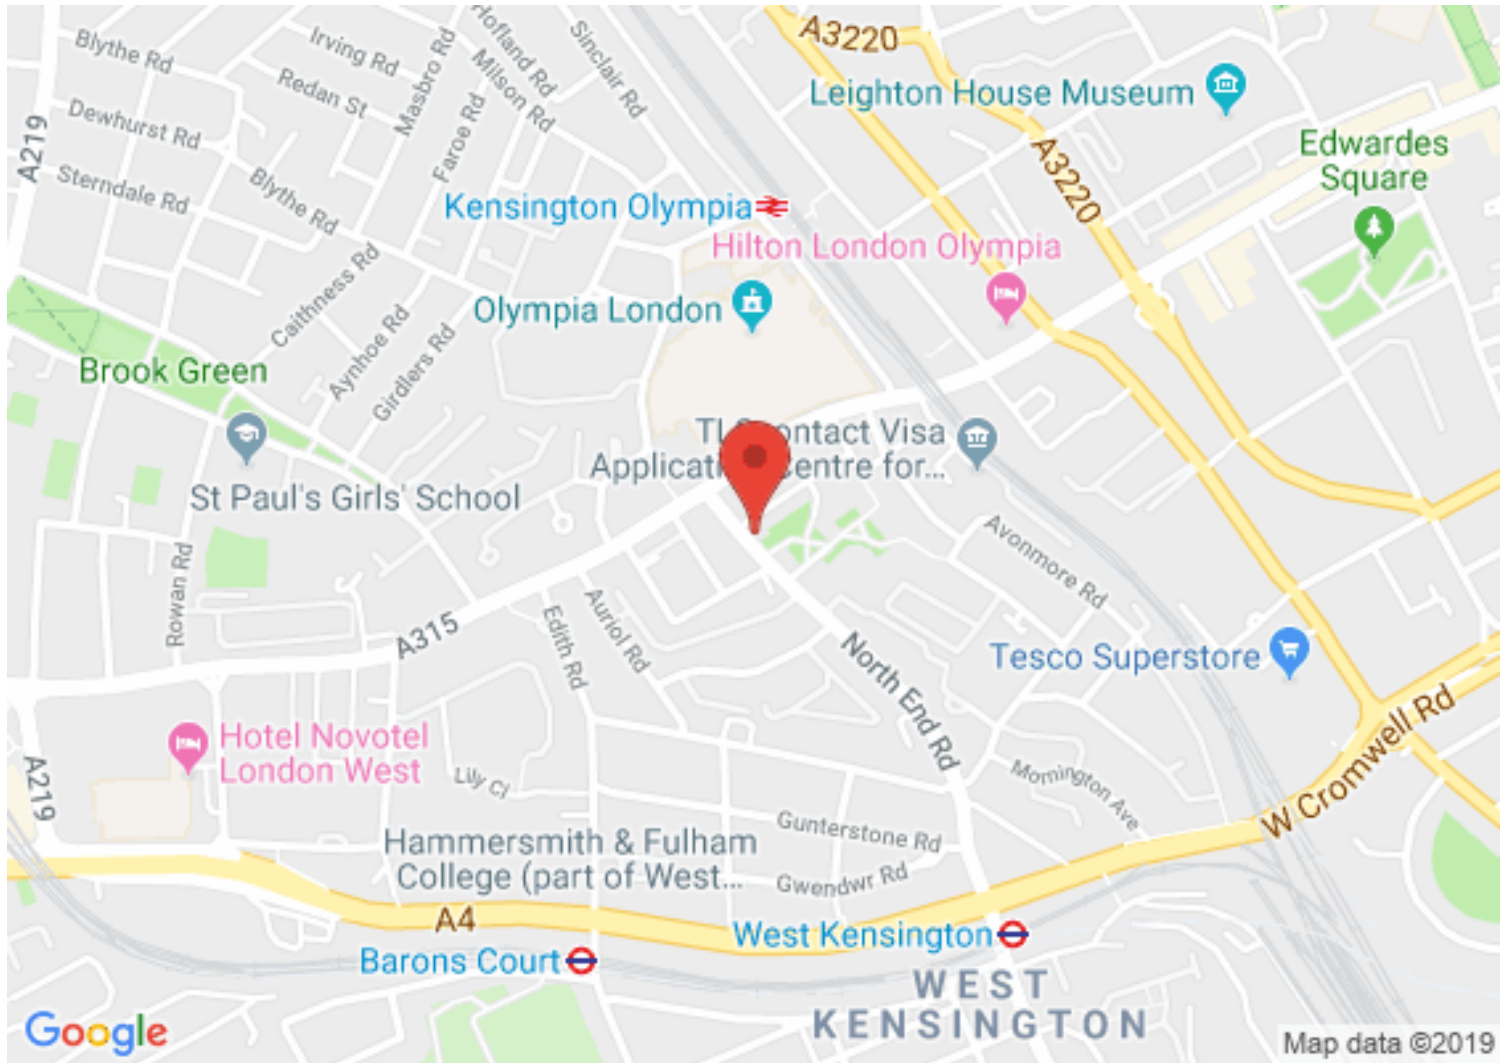 A3220
Hofland Rd
Sinclair Rd
Blythe Rd
Irving Rd
Masbro Rd
Milson Rd
Leighton House Museum
Redan St
Dewhurst Rd
A219
Faroe Rd
Edwardes
Square
A3220
Sterndale Rd
Blythe Rd
Kensington Olympia
Hilton London Olympia
Caithness Rd
Olympia London
Aynhoe Rd
Girdlers Rd
Brook Green
contact Visa
centre for...
St Paul's Girls' School
Avonmore Rd
Rowan Rd
A315
Edith Rd
Auriol Rd
North End Rd
Tesco Superstore
Hotel Novotel
London West
W Cromwell Rd
A219
Lily Cl
Mornington Ave
Gunterstone Rd
Hammersmith & Fulham
College (part of West...
Gwendwr Rd
A4
West Kensington
Barons Court
WEST
KENSINGTON
Google
Map data ©2019